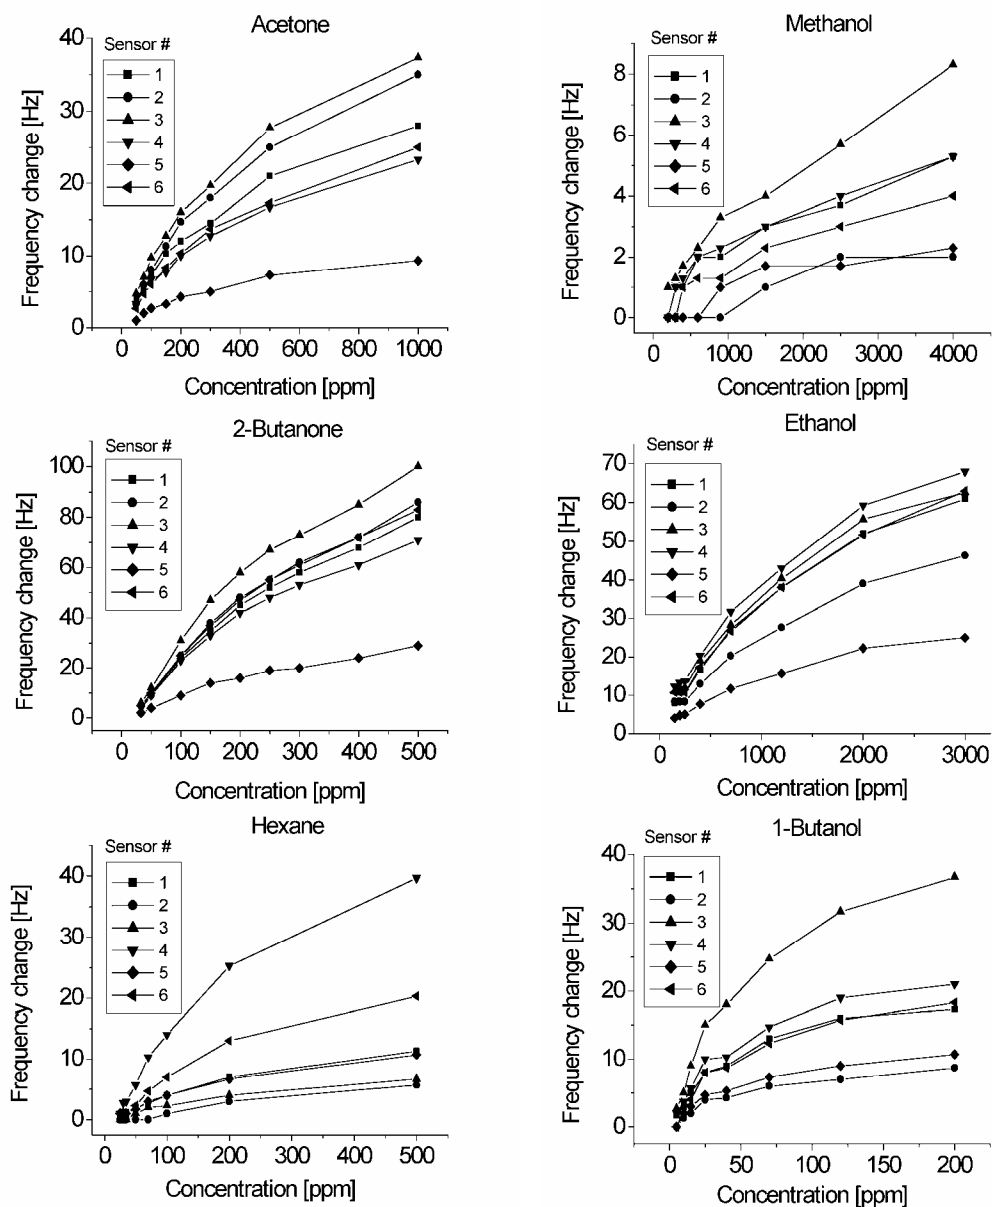 Acetone
Sensor #
1
2
3
4
5
6
40
30
20
10
0
0 200 400 600 800 1000
Frequency change [Hz]
Concentration [ppm]
Methanol
Sensor #
1
2
3
4
5
6
8
6
4
2
0
0 1000 2000 3000 4000
Frequency change [Hz]
Concentration [ppm]
2-Butanone
Sensor #
1
2
3
4
5
6
100
80
60
40
20
0
0 100 200 300 400 500
Frequency change [Hz]
Concentration [ppm]
Ethanol
Sensor #
1
2
3
4
5
6
70
60
50
40
30
20
10
0
0 1000 2000 3000
Frequency change [Hz]
Concentration [ppm]
Hexane
Sensor #
1
2
3
4
5
6
40
30
20
10
0
0 100 200 300 400 500
Frequency change [Hz]
Concentration [ppm]
1-Butanol
Sensor #
1
2
3
4
5
6
40
30
20
10
0
0 50 100 150 200
Frequency change [Hz]
Concentration [ppm]